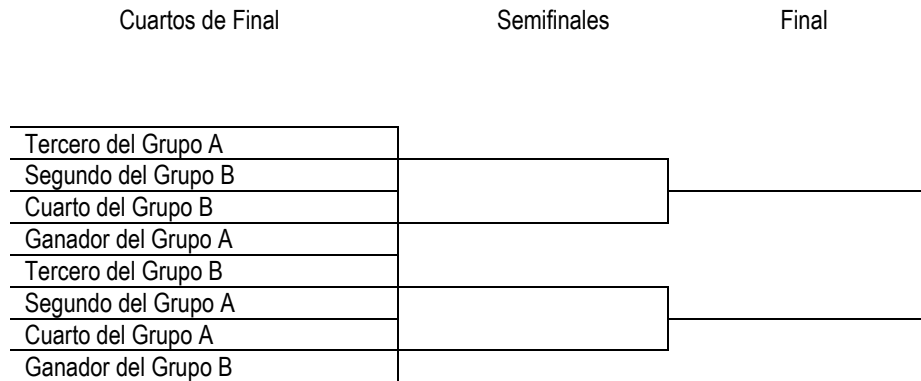 Cuartos de Final Semifinales Final
Tercero del Grupo A
Segundo del Grupo B
Cuarto del Grupo B
Ganador del Grupo A
Tercero del Grupo B
Segundo del Grupo A
Cuarto del Grupo A
Ganador del Grupo B